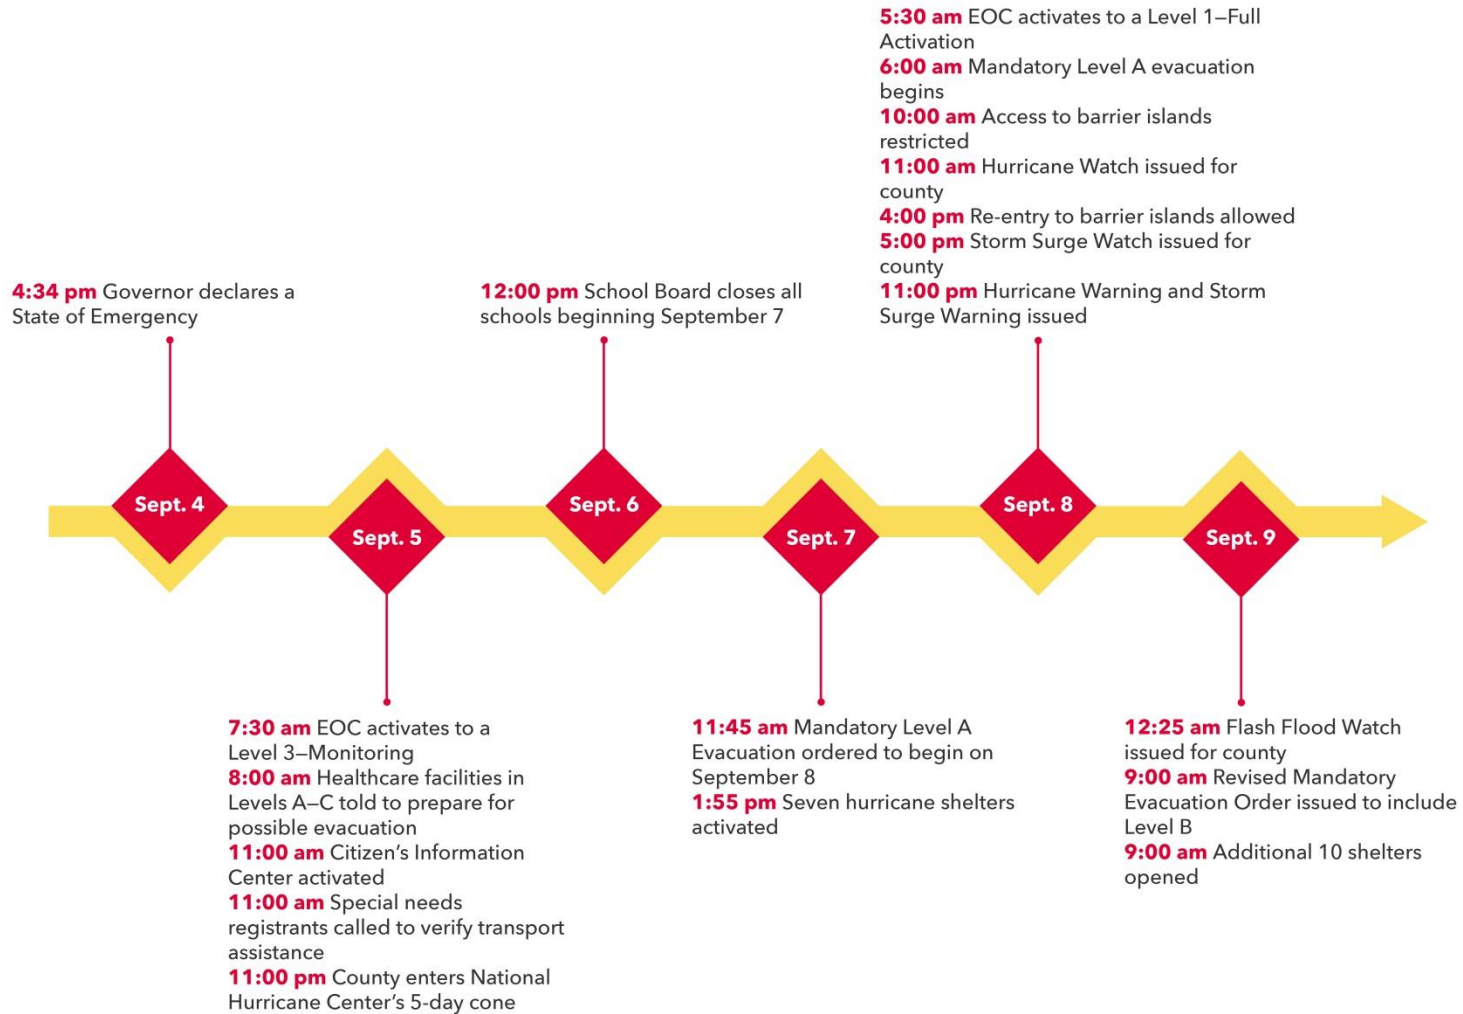 4:34 pm Governor declares a
State of Emergency
Sept. 4
7:30 am EOC activates to a
Level 3–Monitoring
8:00 am Healthcare facilities in
Levels A–C told to prepare for
possible evacuation
11:00 am Citizen’s Information
Center activated
11:00 am Special needs
registrants called to verify transport
assistance
11:00 pm County enters National
Hurricane Center’s 5-day cone
Sept. 5
12:00 pm School Board closes all
schools beginning September 7
Sept. 6
11:45 am Mandatory Level A
Evacuation ordered to begin on
September 8
1:55 pm Seven hurricane shelters
activated
Sept. 7
5:30 am EOC activates to a Level 1–Full
Activation
6:00 am Mandatory Level A evacuation
begins
10:00 am Access to barrier islands
restricted
11:00 am Hurricane Watch issued for
county
4:00 pm Re-entry to barrier islands allowed
5:00 pm Storm Surge Watch issued for
county
11:00 pm Hurricane Warning and Storm
Surge Warning issued
Sept. 8
12:25 am Flash Flood Watch
issued for county
9:00 am Revised Mandatory
Evacuation Order issued to include
Level B
9:00 am Additional 10 shelters
opened
Sept. 9